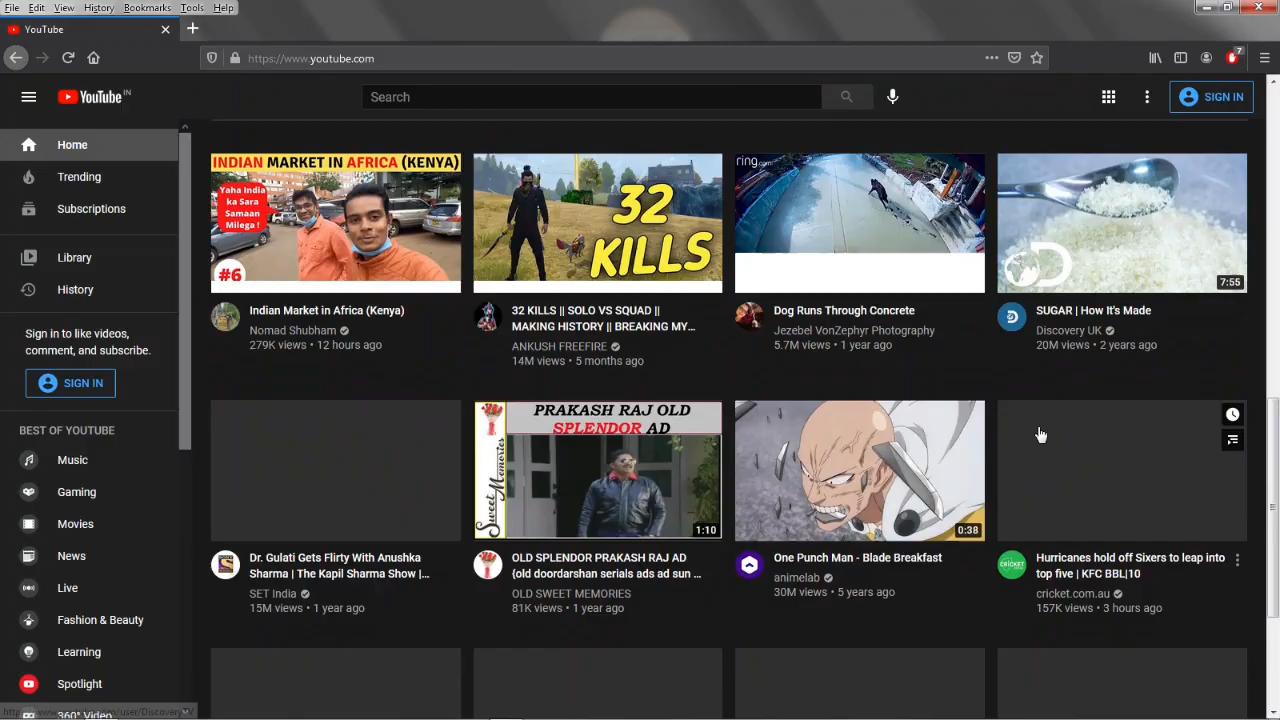 File Edit View History Bookmarks Tools Help
YouTube
https://www.youtube.com
7
YouTube IN
Search
SIGN IN
Home
Trending
Subscriptions
Library
History
Sign in to like videos,
comment, and subscribe.
SIGN IN
BEST OF YOUTUBE
Music
Gaming
Movies
News
Live
Fashion & Beauty
Learning
Spotlight
360° Video
INDIAN MARKET IN AFRICA (KENYA)
Yaha India
ka Sara
Samaan
Milega !
#6
Indian Market in Africa (Kenya)
Nomad Shubham
279K views • 12 hours ago
32
KILLS
32 KILLS || SOLO VS SQUAD ||
MAKING HISTORY || BREAKING MY...
ANKUSH FREEFIRE
14M views • 5 months ago
ring.com
Dog Runs Through Concrete
Jezebel VonZephyr Photography
5.7M views • 1 year ago
7:55
SUGAR | How It's Made
Discovery UK
20M views • 2 years ago
Dr. Gulati Gets Flirty With Anushka
Sharma | The Kapil Sharma Show |...
SET India
15M views • 1 year ago
PRAKASH RAJ OLD
SPLENDOR AD
Sweet Memories
1:10
OLD SPLENDOR PRAKASH RAJ AD
{old doordarshan serials ads ad sun ...
OLD SWEET MEMORIES
81K views • 1 year ago
0:38
One Punch Man - Blade Breakfast
animelab
30M views • 5 years ago
CRICKET
Hurricanes hold off Sixers to leap into
top five | KFC BBL|10
cricket.com.au
157K views • 3 hours ago